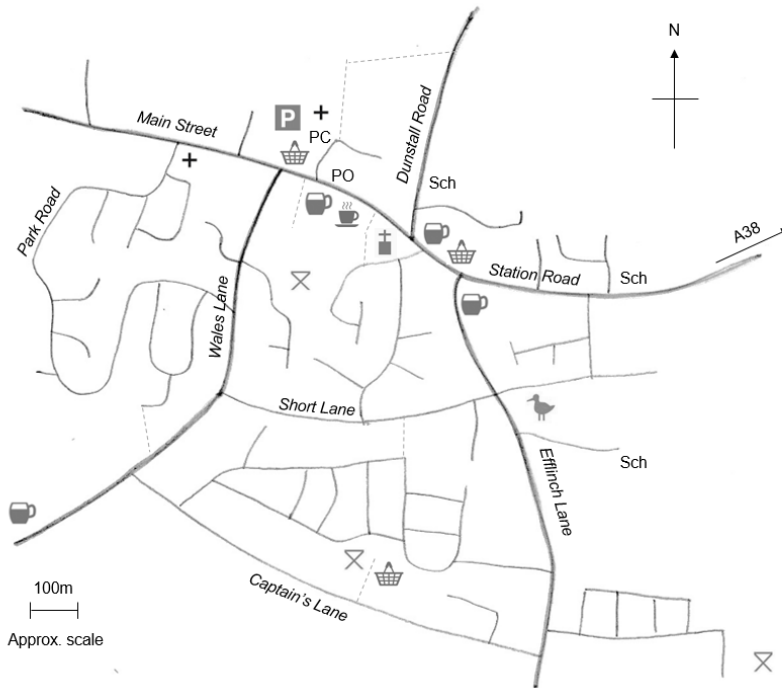 N
Main Street
P
PC
Dunstall Road
PO
Sch
Park Road
A38
Station Road
Sch
Wales Lane
Short Lane
Efflinch Lane
Sch
100m
Approx. scale
Captain's Lane